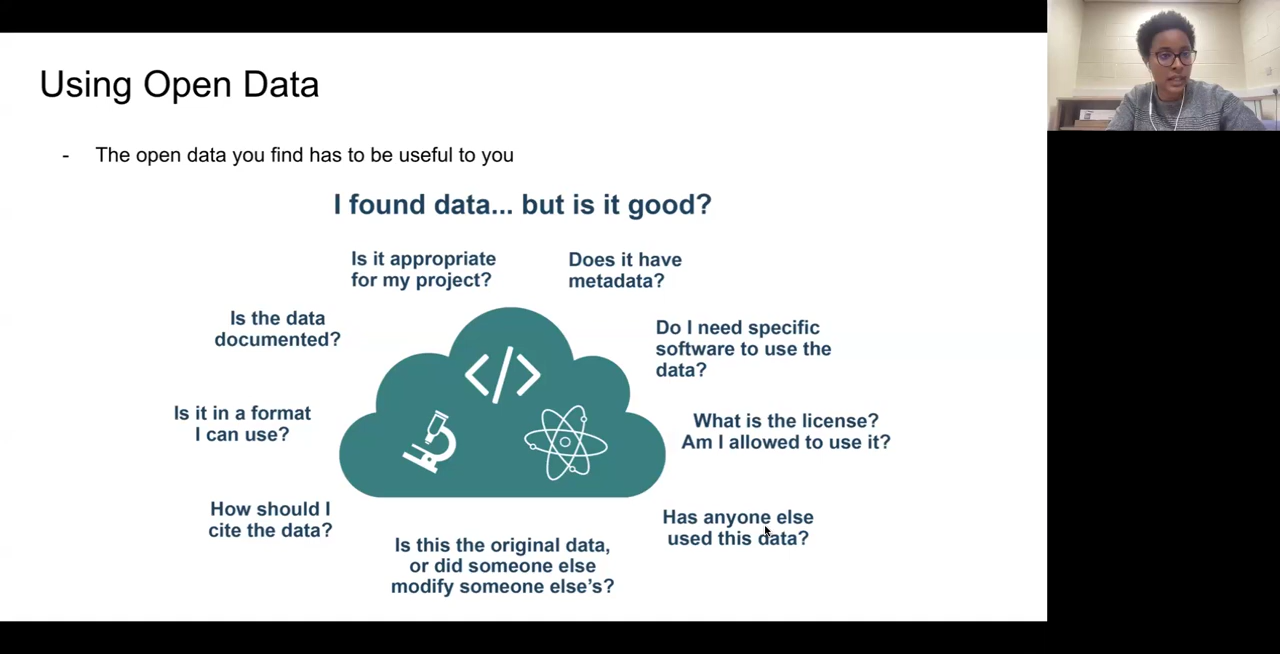 Using Open Data
- The open data you find has to be useful to you
I found data... but is it good?
Is it appropriate
for my project?
Does it have
metadata?
Is the data
documented?
Do I need specific
software to use the
data?
Is it in a format
I can use?
What is the license?
Am I allowed to use it?
How should I
cite the data?
Has anyone else
used this data?
Is this the original data,
or did someone else
modify someone else's?